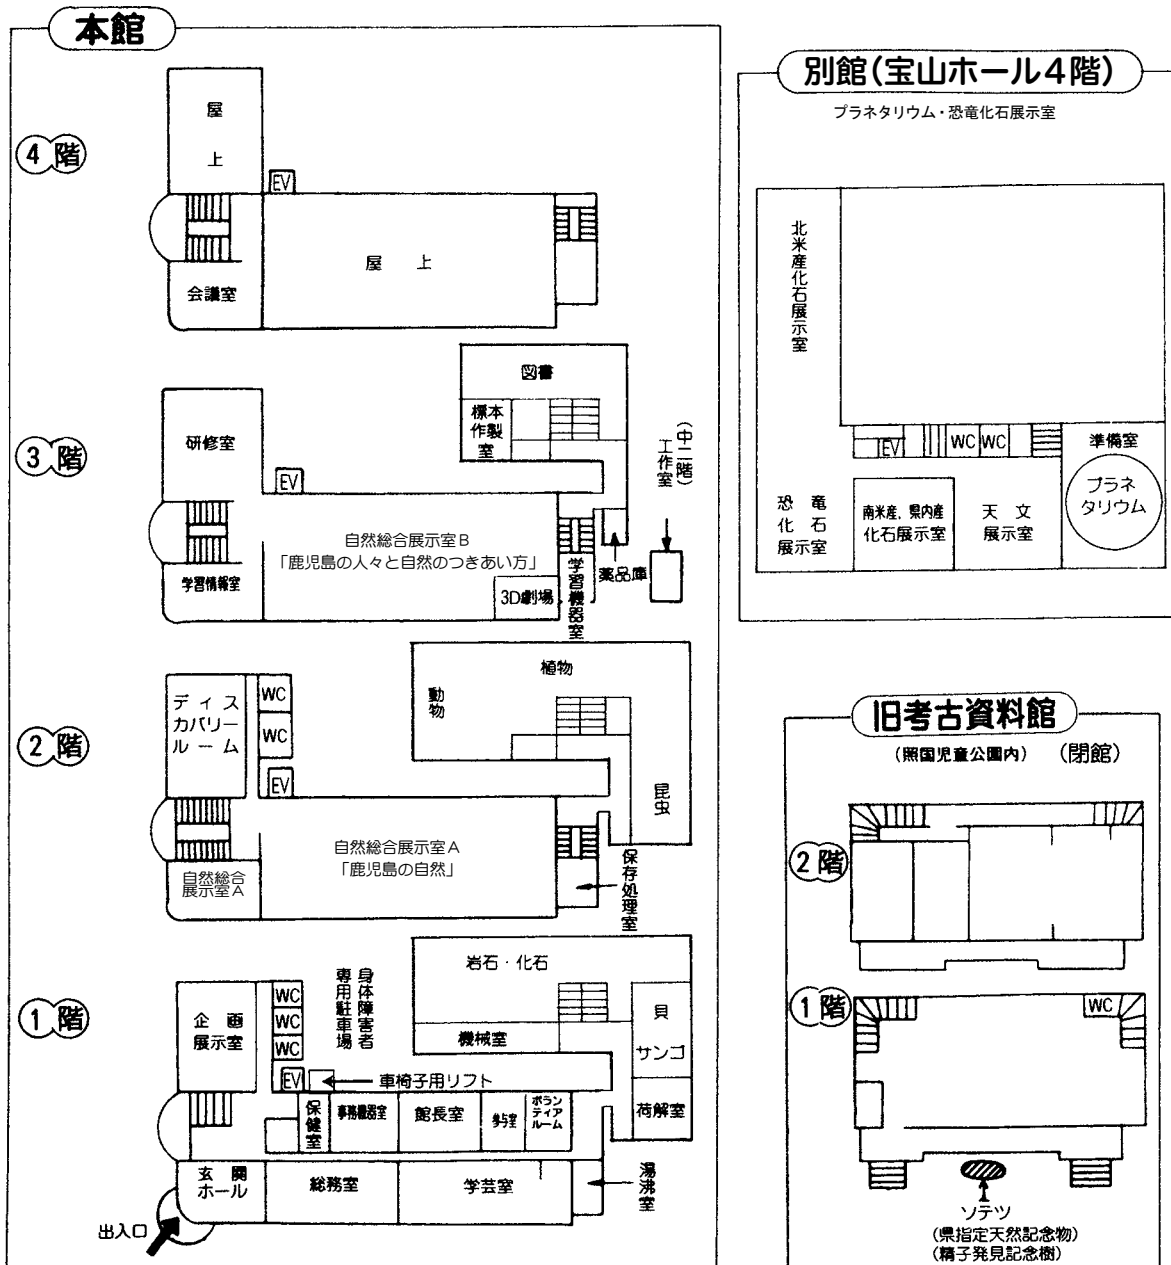 本館
4階
屋上
EV
会議室
屋上
3階
研修室
EV
学習情報室
自然総合展示室B
「鹿児島の人々と自然のつきあい方」
3D劇場
学習機器室
図書
標本
作製
室
薬品庫
(中二階)
工作室
2階
ディス
カバリー
ルーム
WC
WC
EV
自然総合
展示室A
自然総合展示室A
「鹿児島の自然」
動物
植物
昆虫
保存処理室
1階
企画
展示室
WC
WC
WC
EV
身体障害者
専用駐車場
車椅子用リフト
岩石・化石
機械室
貝
サンゴ
荷解室
保健室
事務機器室
館長室
参与室
ボラン
ティア
ルーム
玄関
ホール
総務室
学芸室
湯沸室
出入口
別館(宝山ホール4階)
プラネタリウム・恐竜化石展示室
北米産化石展示室
EV
WC
WC
準備室
プラネ
タリウム
恐竜
化石
展示室
南米産、県内産
化石展示室
天文
展示室
旧考古資料館
(照国児童公園内) (閉館)
2階
1階
WC
ソテツ
(県指定天然記念物)
(精子発見記念樹)